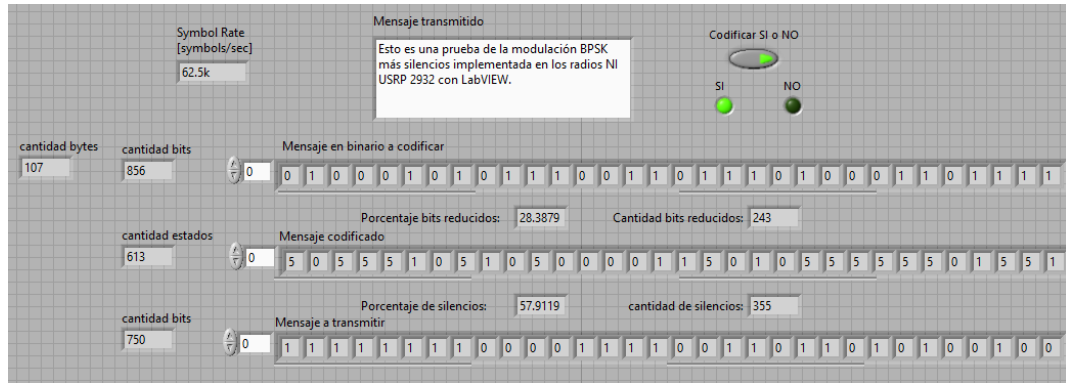 Mensaje transmitido
Symbol Rate
[symbols/sec]
62.5k
Esto es una prueba de la modulación BPSK
más silencios implementada en los radios NI
USRP 2932 con LabVIEW.
Codificar SI o NO
SI NO
cantidad bytes
107
cantidad bits
856
Mensaje en binario a codificar
0 0 1 0 0 0 1 0 1 0 1 1 1 0 0 1 1 0 1 1 1 0 1 0 0 0 1 1 0 1 1 1 1
Porcentaje bits reducidos: 28.3879 Cantidad bits reducidos: 243
cantidad estados
613
Mensaje codificado
0 5 0 5 5 5 1 0 5 1 0 5 0 0 0 0 1 1 5 0 1 0 5 5 5 5 5 5 0 1 5 5 1
Porcentaje de silencios: 57.9119 cantidad de silencios: 355
cantidad bits
750
Mensaje a transmitir
0 1 1 1 1 1 1 1 1 0 0 0 0 1 1 1 1 0 0 1 1 0 1 1 0 1 0 1 0 0 1 0 0